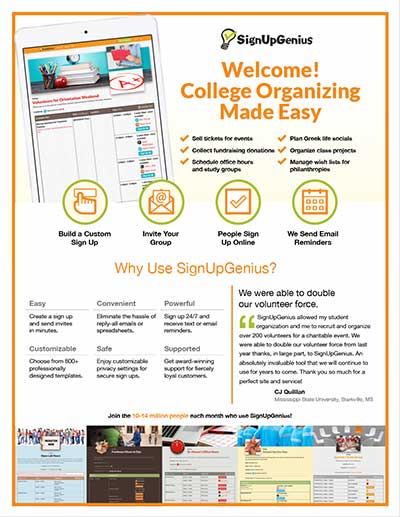 SignUpGenius
Welcome!
College Organizing
Made Easy
Sell tickets for events
Collect fundraising donations
Schedule office hours
and study groups
Plan Greek life socials
Organize class projects
Manage wish lists for
philanthropies
Volunteers for Orientation Weekend
A+
Build a Custom
Sign Up
Invite Your
Group
People Sign
Up Online
We Send Email
Reminders
Why Use SignUpGenius?
Easy
Create a sign up
and send invites
in minutes.
Convenient
Eliminate the hassle of
reply-all emails or
spreadsheets.
Powerful
Sign up 24/7 and
receive text or email
reminders.
Customizable
Choose from 800+
professionally
designed templates.
Safe
Enjoy customizable
privacy settings for
secure sign ups.
Supported
Get award-winning
support for fiercely
loyal customers.
We were able to double
our volunteer force.
SignUpGenius allowed my student
organization and me to recruit and organize
over 200 volunteers for a charitable event. We
were able to double our volunteer force from last
year thanks, in large part, to SignUpGenius. An
absolutely invaluable tool that we will continue to
use for years to come. Thank you so much for a
perfect site and service!
CJ Quillan
Mississippi State University, Starkville, MS
Join the 10-14 million people each month who use SignUpGenius!